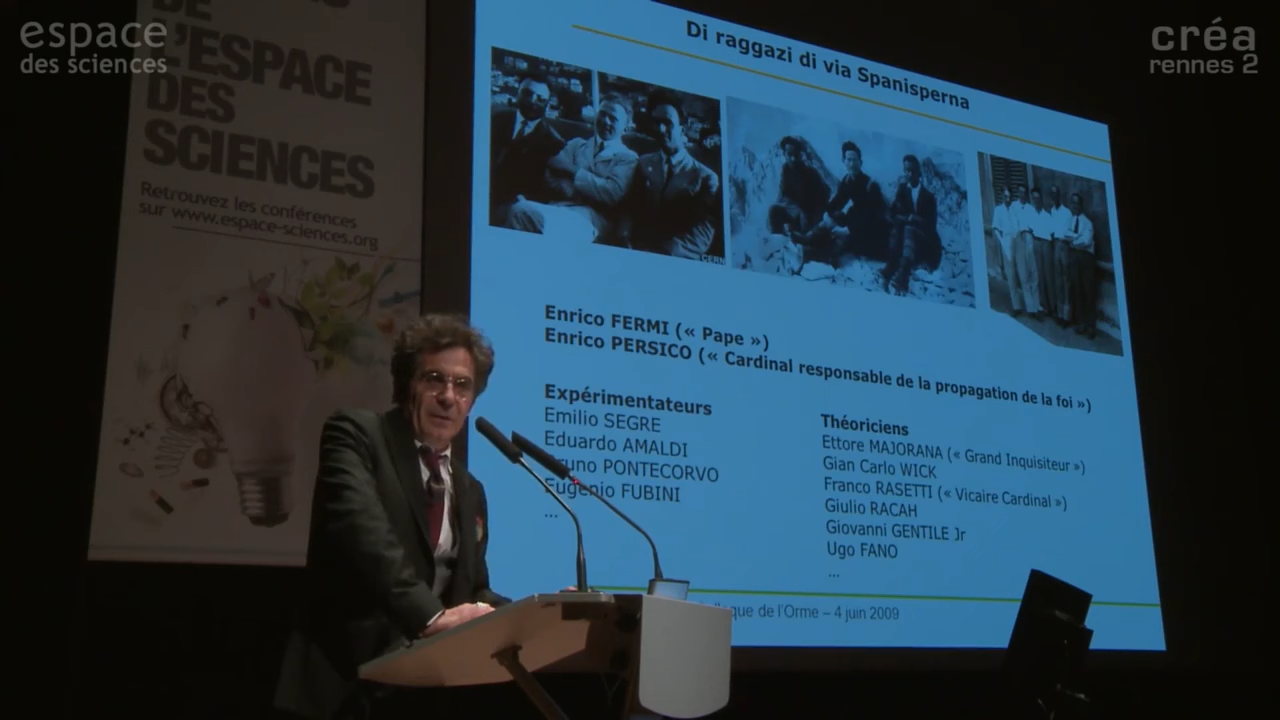 espace
des sciences
créa
rennes 2
DE
L'ESPACE
DES
SCIENCES
Retrouvez les conférences
sur www.espace-sciences.org
Di raggazi di via Spanisperna
CERN
Enrico FERMI (« Pape »)
Enrico PERSICO (« Cardinal responsable de la propagation de la foi »)
Expérimentateurs
Emilio SEGRE
Eduardo AMALDI
Bruno PONTECORVO
Eugenio FUBINI
...
Théoriciens
Ettore MAJORANA (« Grand Inquisiteur »)
Gian Carlo WICK
Franco RASETTI (« Vicaire Cardinal »)
Giulio RACAH
Giovanni GENTILE Jr
Ugo FANO
...
de l'Orme – 4 juin 2009